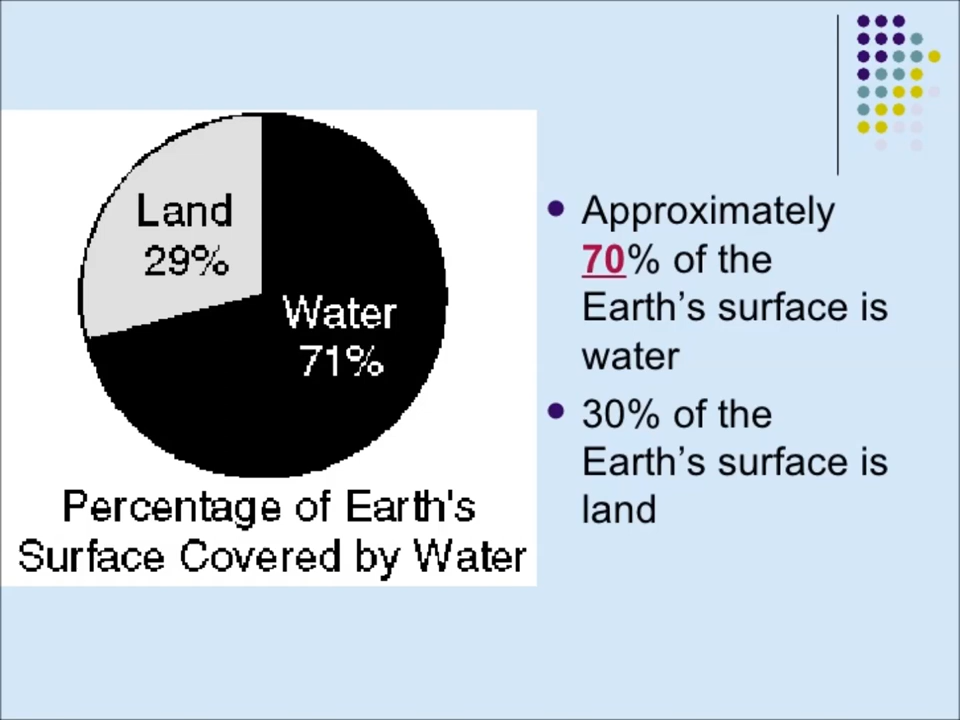 Land
29%
Water
71%
Percentage of Earth's
Surface Covered by Water
Approximately
70% of the
Earth’s surface is
water
30% of the
Earth’s surface is
land